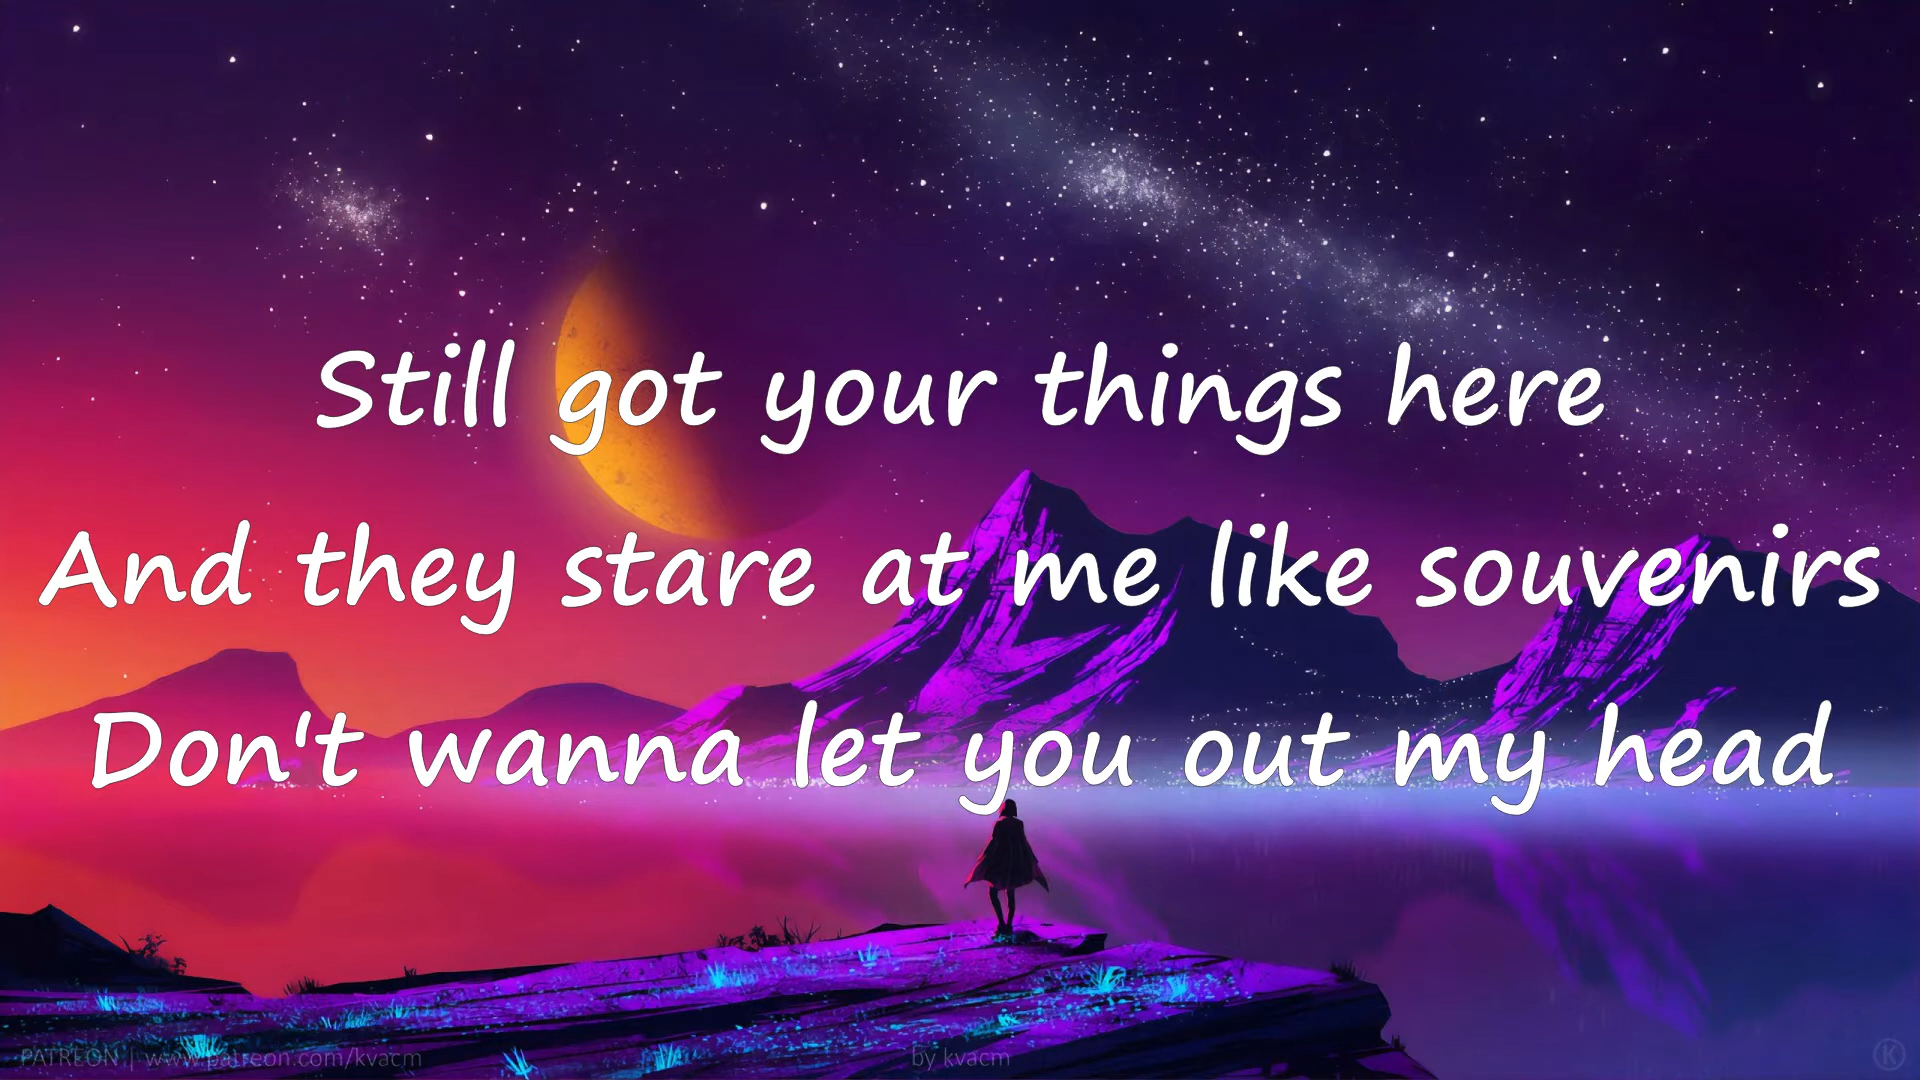 Still got your things here
And they stare at me like souvenirs
Don't wanna let you out my head
PATREON | www.patreon.com/kvacm
by kvacm
K